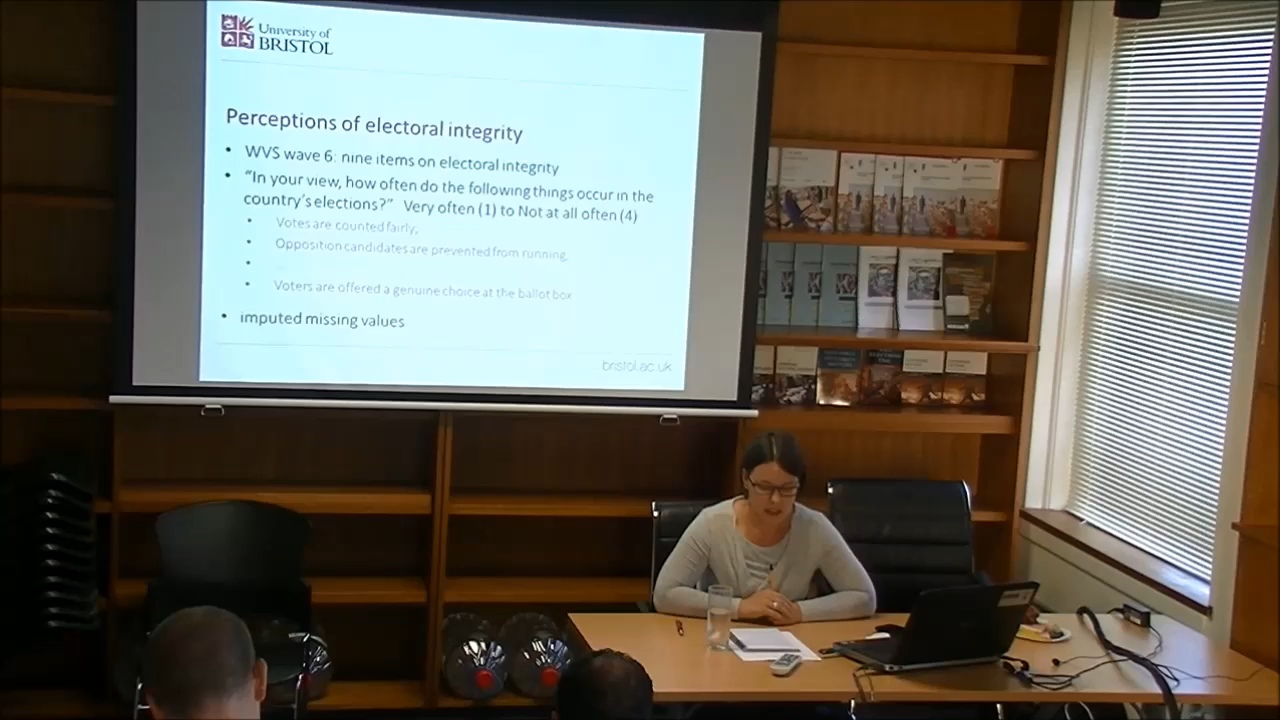 University of
BRISTOL
Perceptions of electoral integrity
• WVS wave 6: nine items on electoral integrity
• "In your view, how often do the following things occur in the
country's elections?" Very often (1) to Not at all often (4)
• Votes are counted fairly,
• Opposition candidates are prevented from running,
•
• Voters are offered a genuine choice at the ballot box
• imputed missing values
bristol.ac.uk